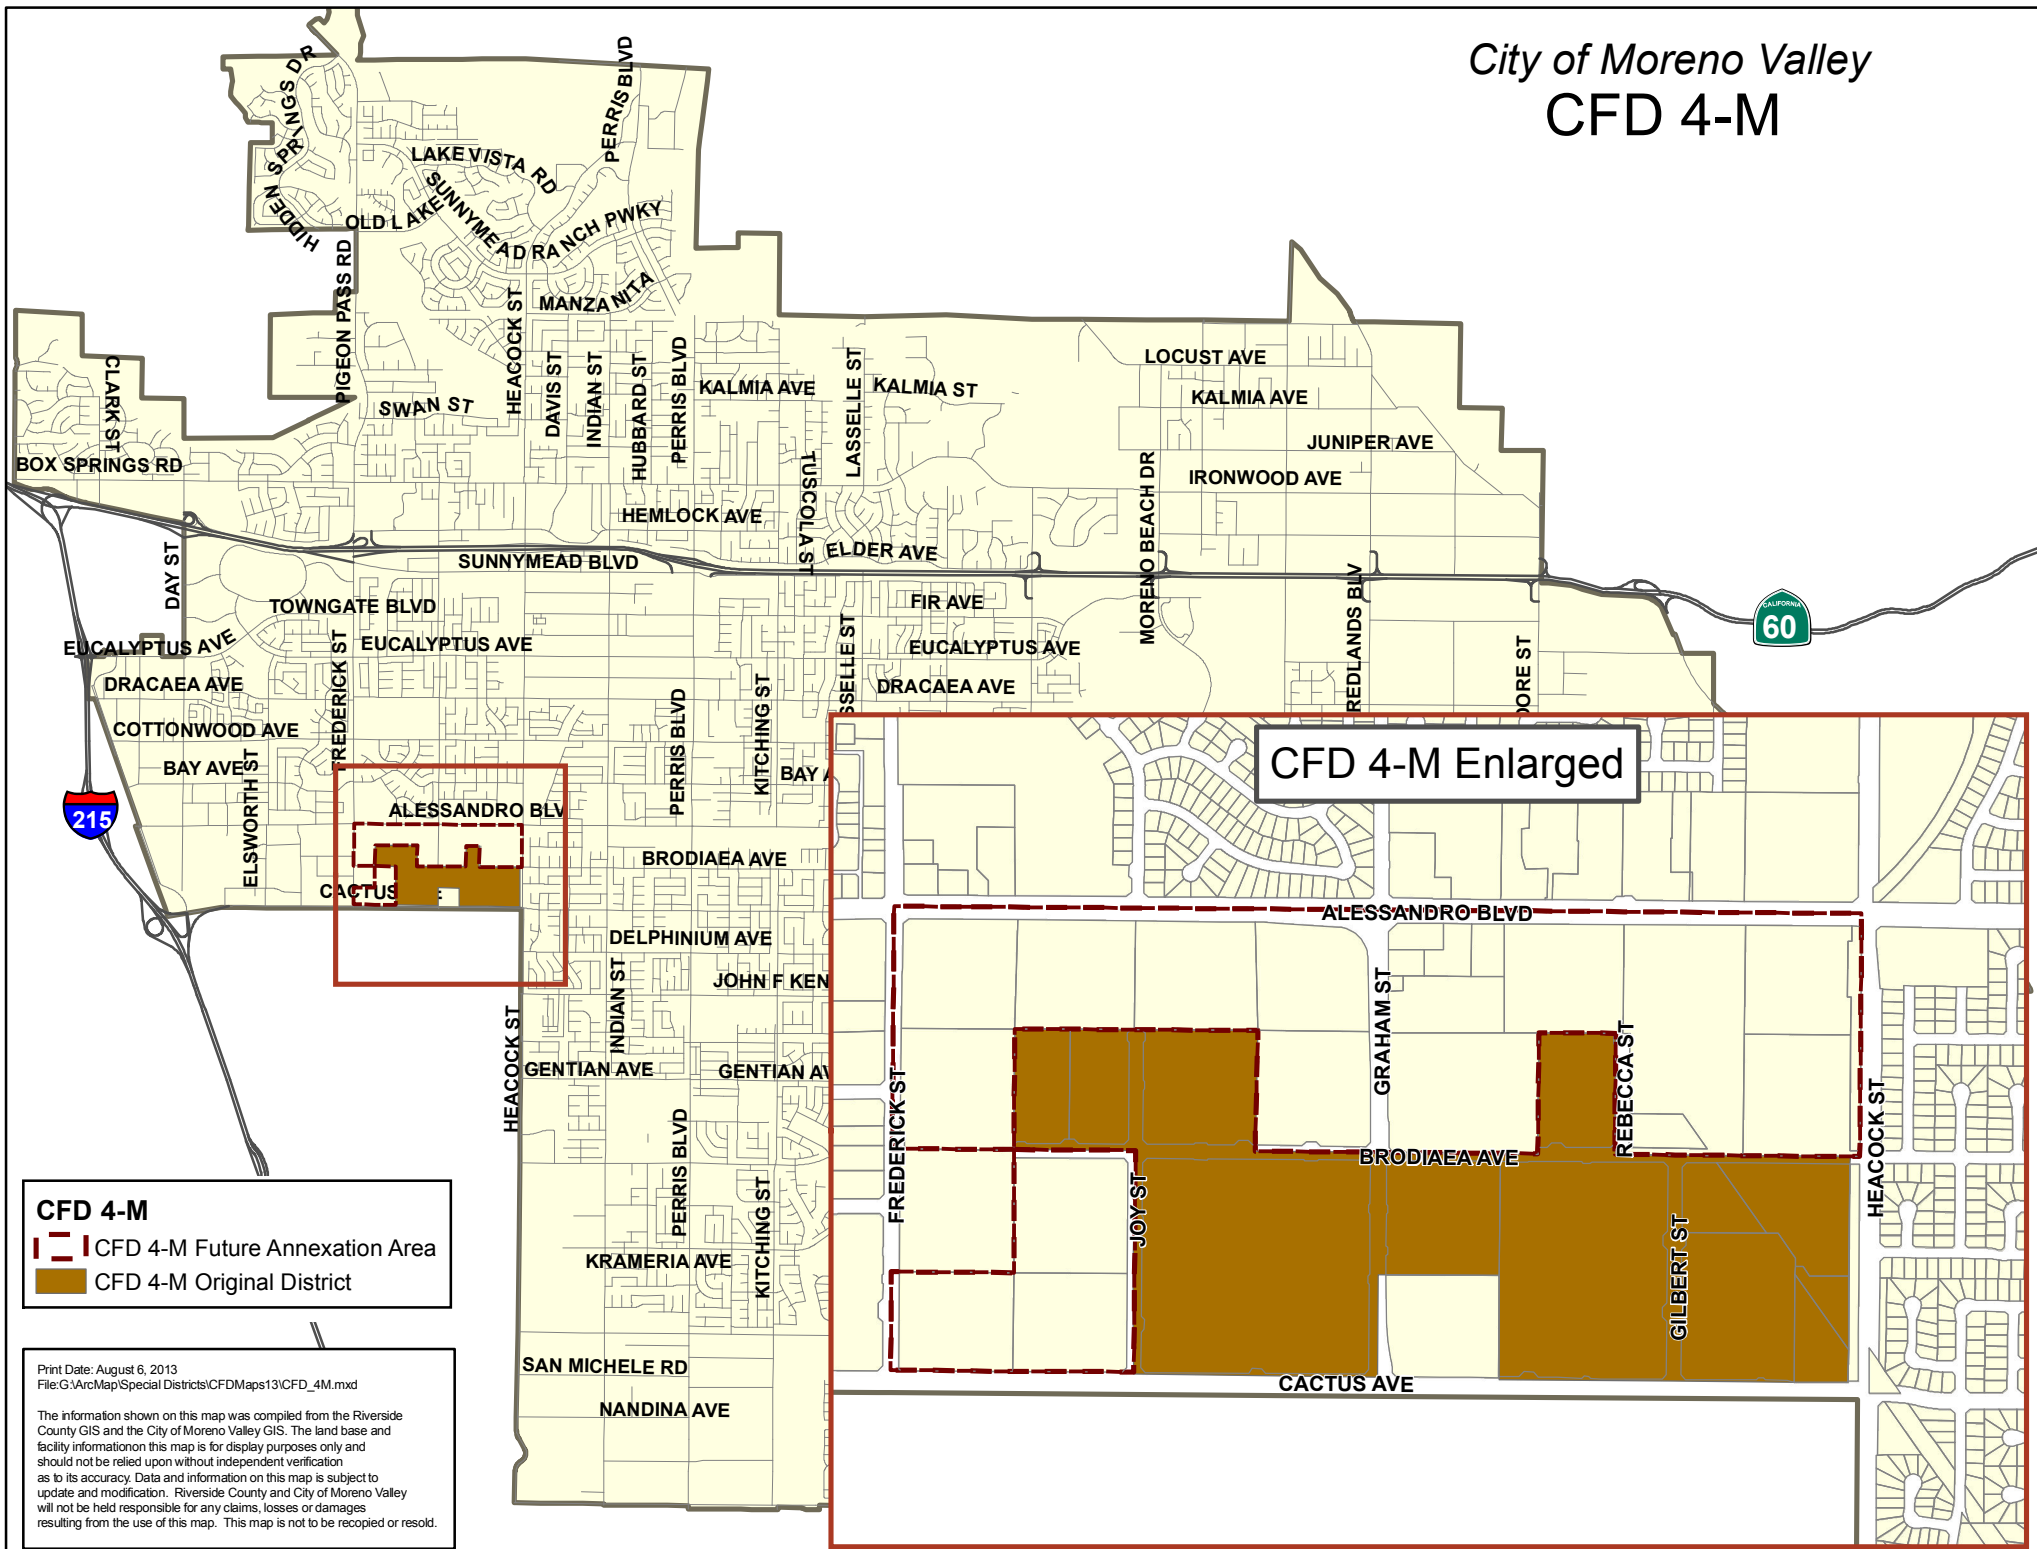 City of Moreno Valley
CFD 4-M
HIDDEN SPRINGS DR
PERRIS BLVD
LAKE VISTA RD
SUNNYMEAD RANCH PWKY
OLD LAKE
PIGEON PASS RD
MANZANITA
HEACOCK ST
DAVIS ST
INDIAN ST
HUBBARD ST
PERRIS BLVD
KALMIA AVE
LASSELLE ST
KALMIA ST
LOCUST AVE
KALMIA AVE
JUNIPER AVE
IRONWOOD AVE
CLARK ST
SWAN ST
BOX SPRINGS RD
HEMLOCK AVE
TUSCOLA ST
MORENO BEACH DR
ELDER AVE
SUNNYMEAD BLVD
DAY ST
TOWNGATE BLVD
FIR AVE
REDLANDS BLV
CALIFORNIA
60
EUCALYPTUS AVE
FREDERICK ST
EUCALYPTUS AVE
SSELLE ST
EUCALYPTUS AVE
DORE ST
DRACAEA AVE
PERRIS BLVD
KITCHING ST
DRACAEA AVE
COTTONWOOD AVE
BAY AVE
ELSWORTH ST
BAY A
215
ALESSANDRO BLV
BRODIAEA AVE
CACTUS E
DELPHINIUM AVE
INDIAN ST
JOHN F KEN
HEACOCK ST
GENTIAN AVE
GENTIAN AV
PERRIS BLVD
KITCHING ST
KRAMERIA AVE
SAN MICHELE RD
NANDINA AVE
CFD 4-M Enlarged
ALESSANDRO BLVD
GRAHAM ST
REBECCA ST
FREDERICK ST
HEACOCK ST
BRODIAEA AVE
JOY ST
GILBERT ST
CACTUS AVE
CFD 4-M
CFD 4-M Future Annexation Area
CFD 4-M Original District
Print Date: August 6, 2013
File:G:\ArcMap\Special Districts\CFDMaps13\CFD_4M.mxd
The information shown on this map was compiled from the Riverside
County GIS and the City of Moreno Valley GIS. The land base and
facility informationon this map is for display purposes only and
should not be relied upon without independent verification
as to its accuracy. Data and information on this map is subject to
update and modification. Riverside County and City of Moreno Valley
will not be held responsible for any claims, losses or damages
resulting from the use of this map. This map is not to be recopied or resold.